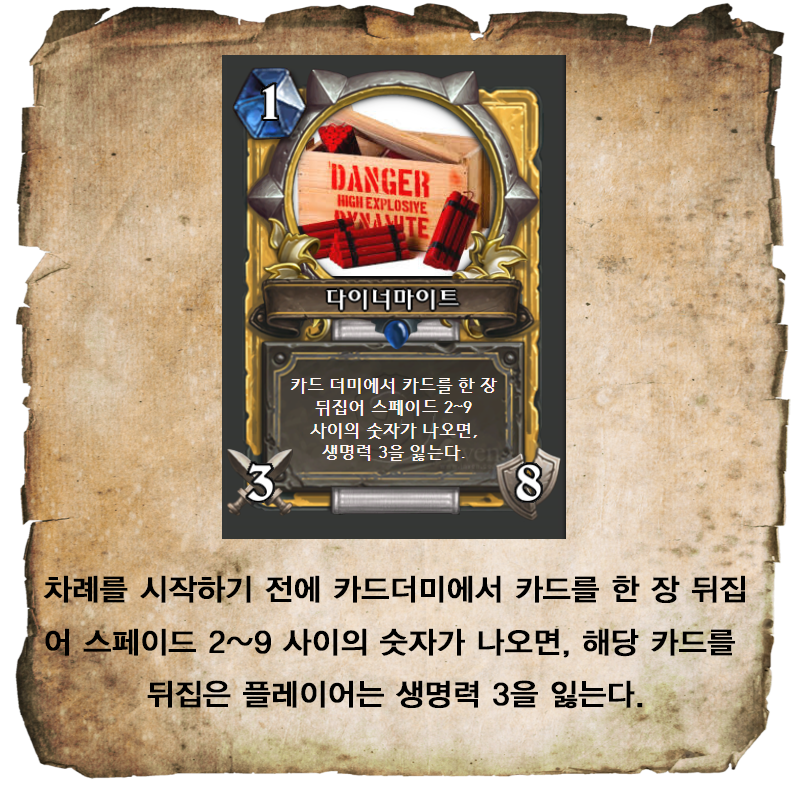 1
DANGER
HIGH EXPLOSIVE
DYNAMITE
다이너마이트
카드 더미에서 카드를 한 장
뒤집어 스페이드 2~9
사이의 숫자가 나오면,
생명력 3을 잃는다.
3
8
차례를 시작하기 전에 카드더미에서 카드를 한 장 뒤집
어 스페이드 2~9 사이의 숫자가 나오면, 해당 카드를
뒤집은 플레이어는 생명력 3을 잃는다.